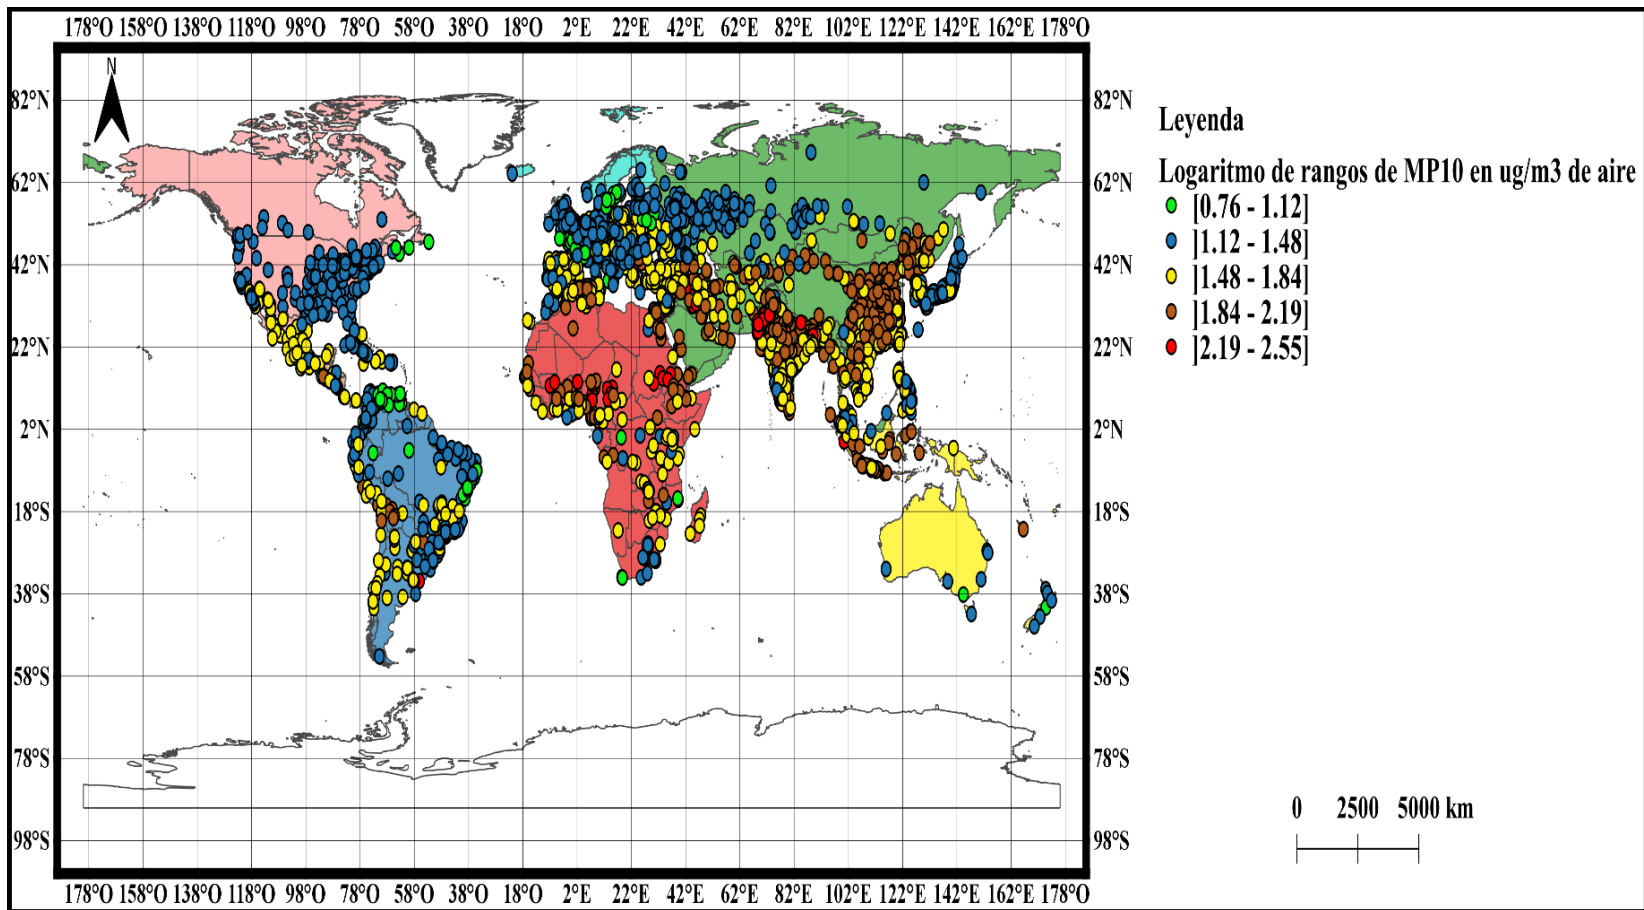 178°O 158°O 138°O 118°O 98°O 78°O 58°O 38°O 18°O 2°E 22°E 42°E 62°E 82°E 102°E 122°E 142°E 162°E 178°O
N
82°N 82°N
62°N 62°N
42°N 42°N
22°N 22°N
2°N 2°N
18°S 18°S
38°S 38°S
58°S 58°S
78°S 78°S
98°S 98°S
178°O 158°O 138°O 118°O 98°O 78°O 58°O 38°O 18°O 2°E 22°E 42°E 62°E 82°E 102°E 122°E 142°E 162°E 178°O
Leyenda
Logaritmo de rangos de MP10 en ug/m3 de aire
]0.76 - 1.12]
]1.12 - 1.48]
]1.48 - 1.84]
]1.84 - 2.19]
]2.19 - 2.55]
0 2500 5000 km